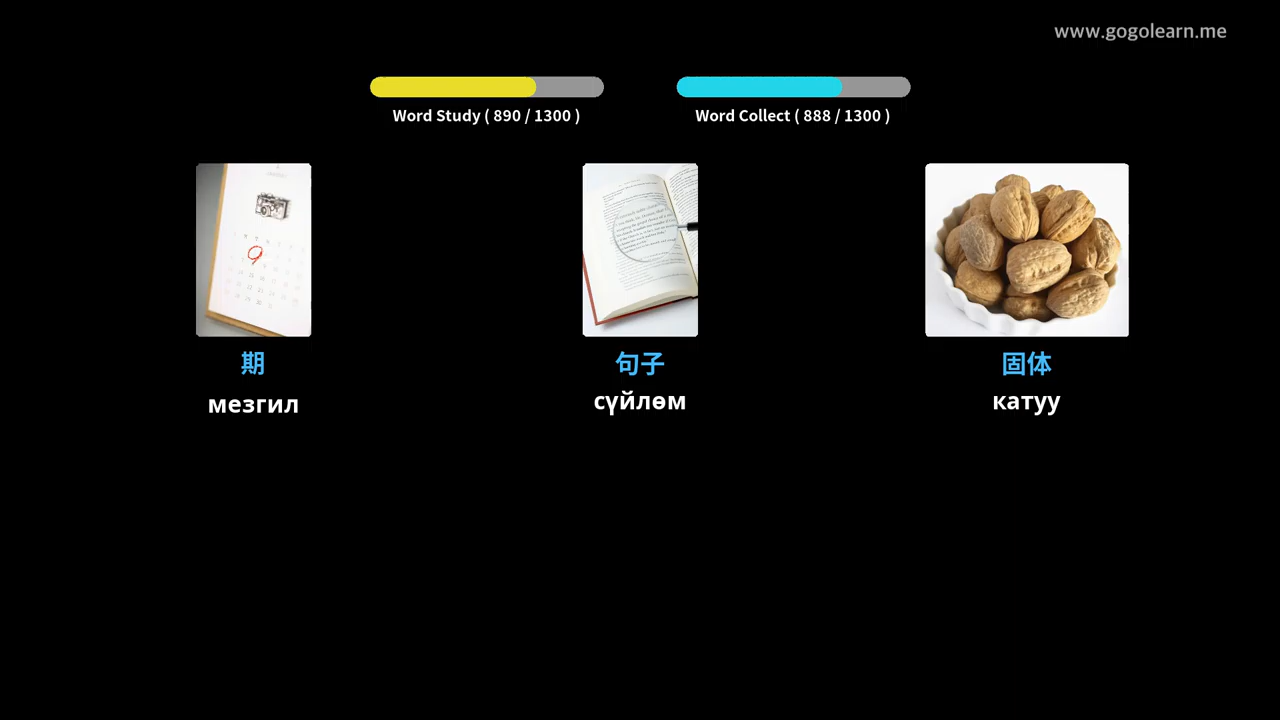 www.gogolearn.me
Word Study ( 890 / 1300 )
Word Collect ( 888 / 1300 )
期
句子
固体
мезгил
сүйлөм
катуу